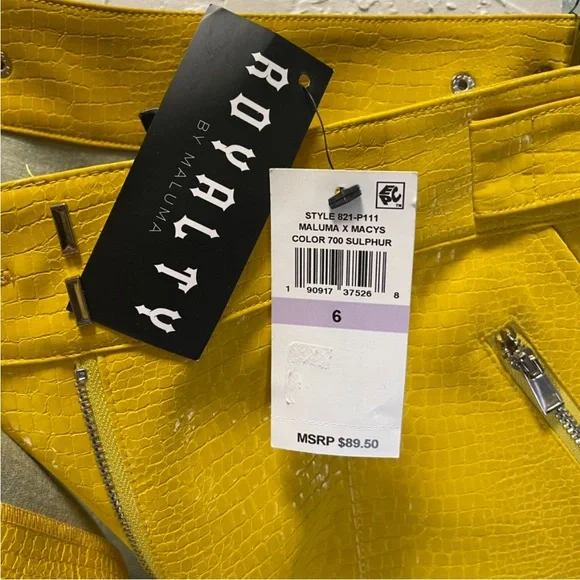 ROYALTY
BY MALUMA
EPC™
STYLE 821-P111
MALUMA X MACYS
COLOR 700 SULPHUR
1 90917 37526 8
6
MSRP $89.50